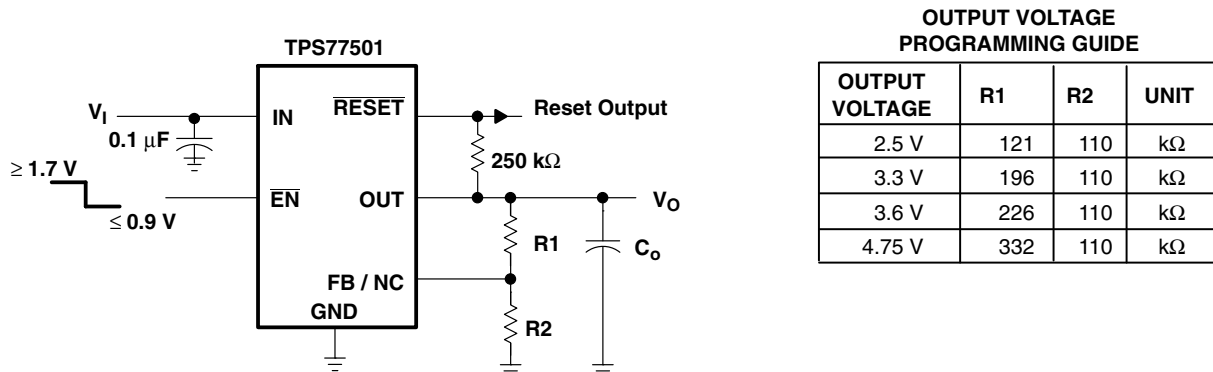 TPS77501
V_I
0.1 μF
≥ 1.7 V
≤ 0.9 V
IN
EN
RESET
OUT
FB / NC
GND
Reset Output
250 kΩ
V_O
R1
C_o
R2
OUTPUT VOLTAGE
PROGRAMMING GUIDE
OUTPUT VOLTAGE R1 R2 UNIT
2.5 V 121 110 kΩ
3.3 V 196 110 kΩ
3.6 V 226 110 kΩ
4.75 V 332 110 kΩ